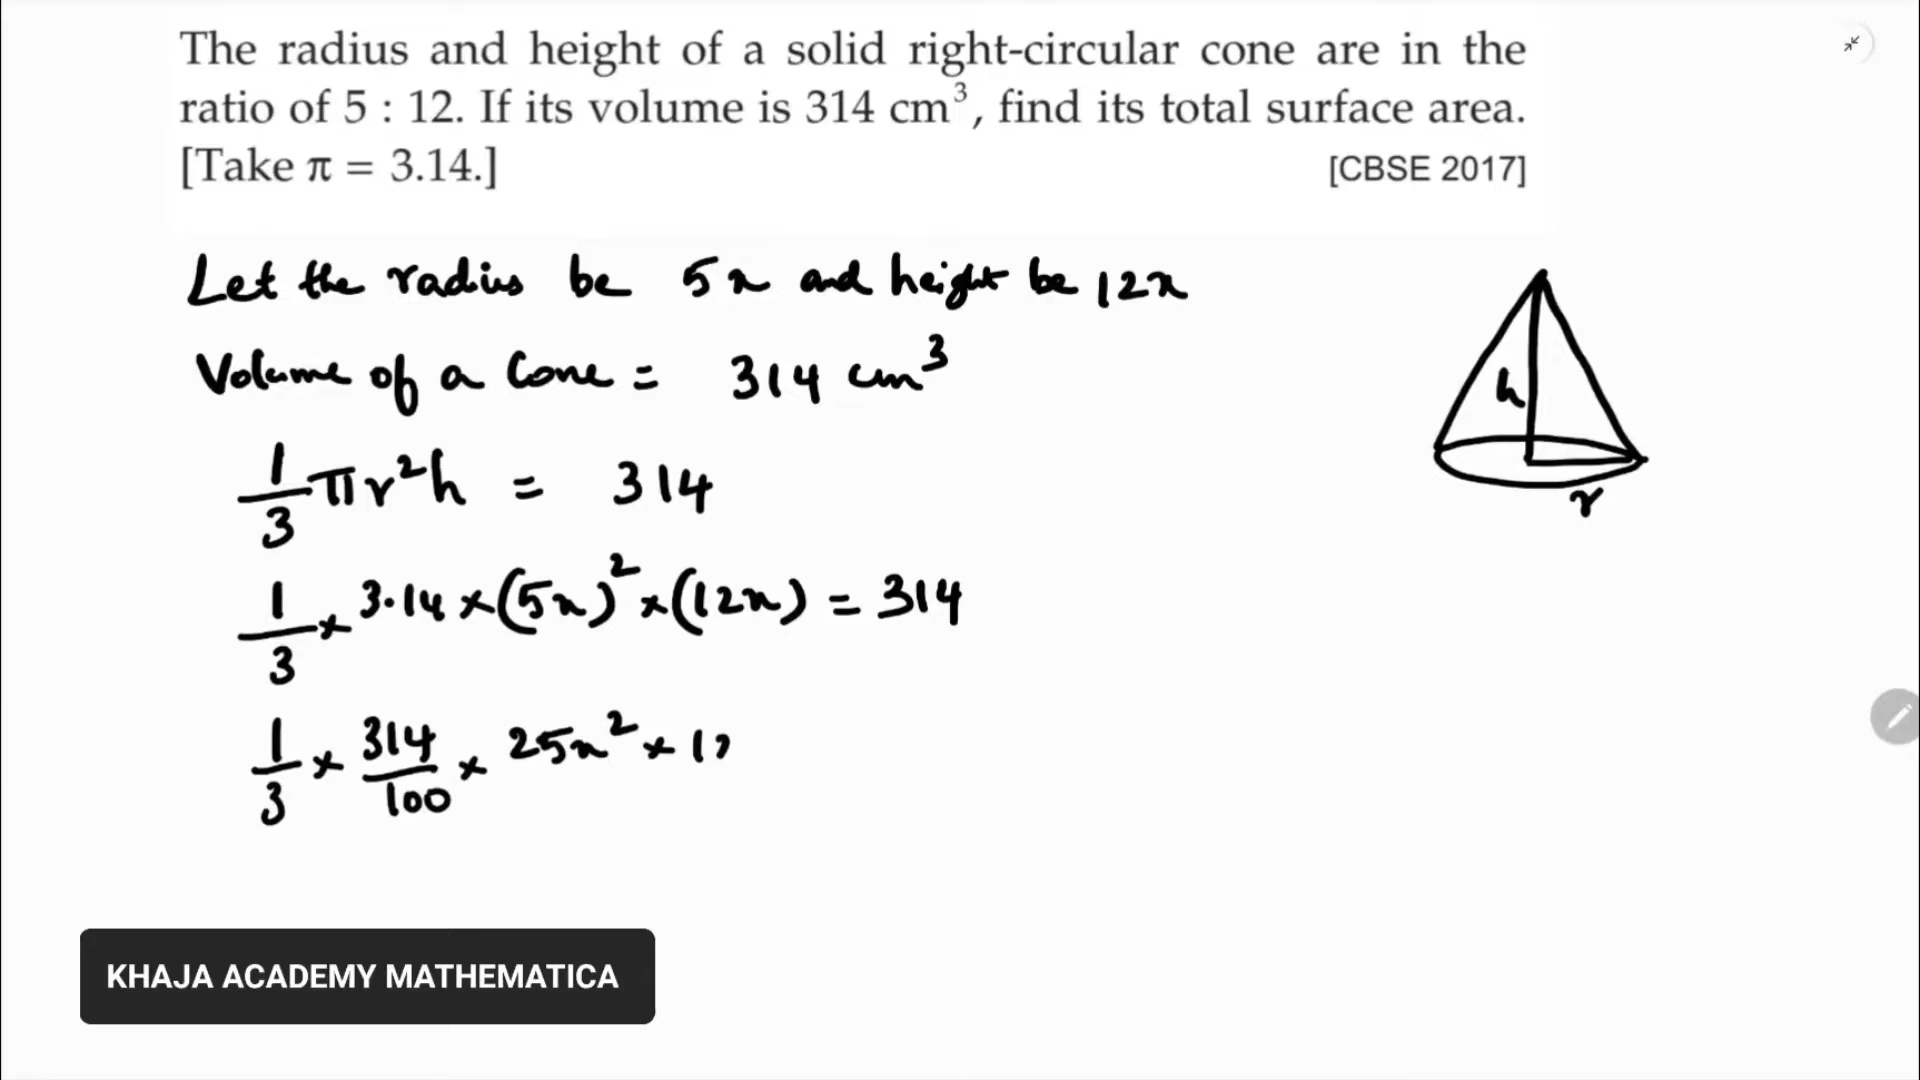 The radius and height of a solid right-circular cone are in the
ratio of 5 : 12. If its volume is 314 cm³, find its total surface area.
[Take π = 3.14.] [CBSE 2017]
Let the radius be 5x and height be 12x
Volume of a Cone = 314 cm³
1/3 πr²h = 314
1/3 × 3.14 × (5x)² × (12x) = 314
1/3 × 314/100 × 25x² × 1
h
r
KHAJA ACADEMY MATHEMATICA